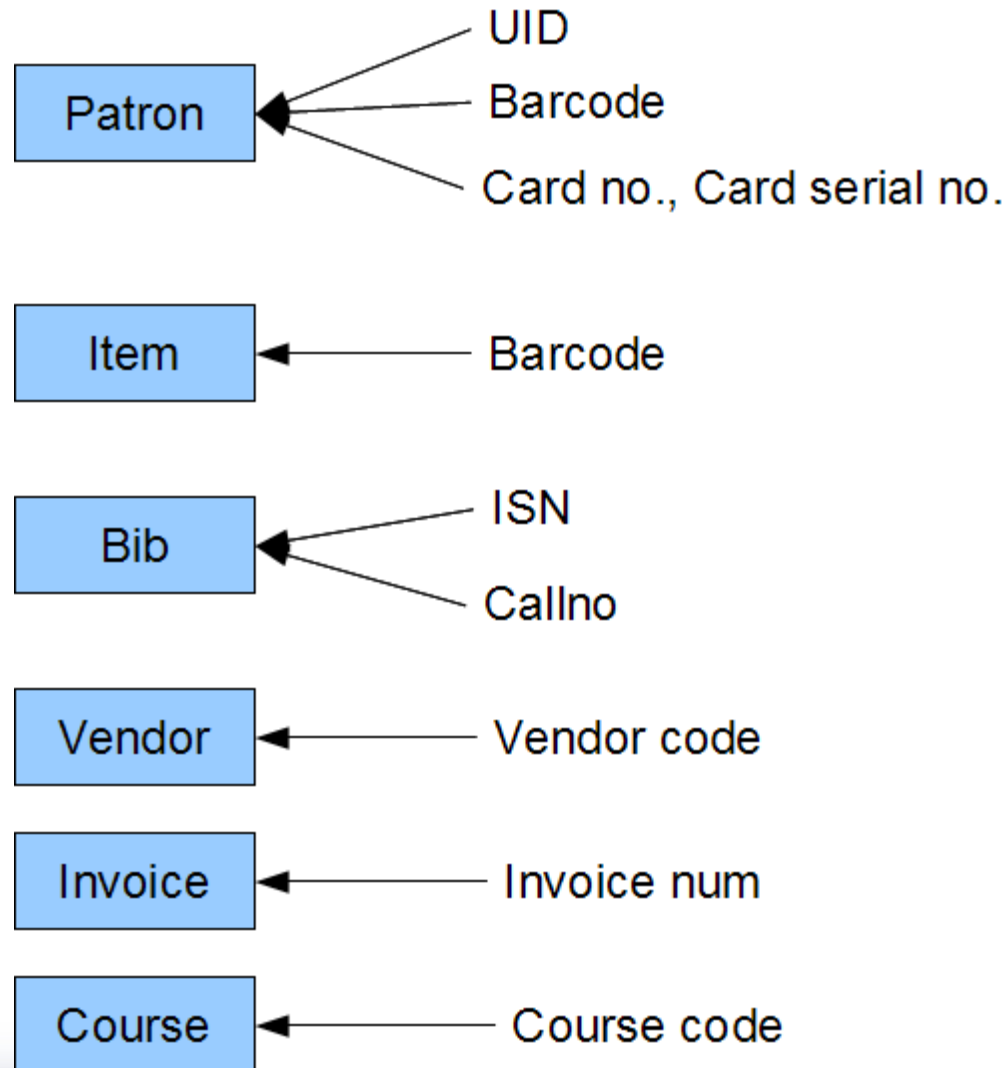 UID
Patron
Barcode
Card no., Card serial no.
Item
Barcode
ISN
Bib
Callno
Vendor
Vendor code
Invoice
Invoice num
Course
Course code